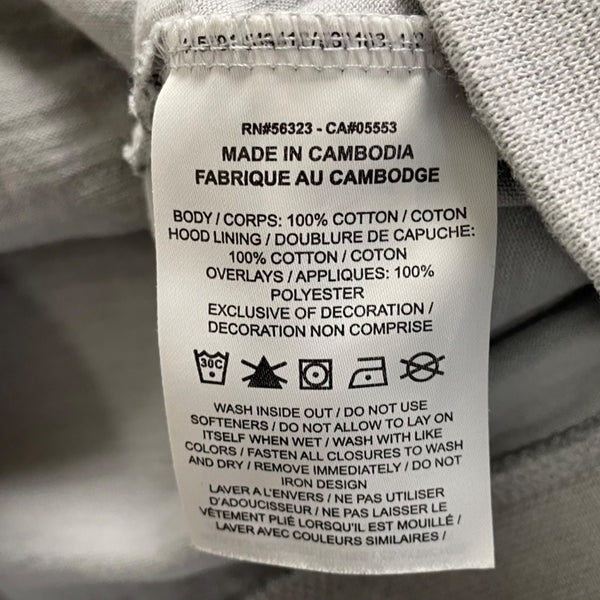 RN#56323 - CA#05553
MADE IN CAMBODIA
FABRIQUE AU CAMBODGE
BODY / CORPS: 100% COTTON / COTON
HOOD LINING / DOUBLURE DE CAPUCHE:
100% COTTON / COTON
OVERLAYS / APPLIQUES: 100%
POLYESTER
EXCLUSIVE OF DECORATION /
DECORATION NON COMPRISE
30C
WASH INSIDE OUT / DO NOT USE
SOFTENERS / DO NOT ALLOW TO LAY ON
ITSELF WHEN WET / WASH WITH LIKE
COLORS / FASTEN ALL CLOSURES TO WASH
AND DRY / REMOVE IMMEDIATELY / DO NOT
IRON DESIGN
LAVER A L'ENVERS / NE PAS UTILISER
D'ADOUCISSEUR / NE PAS LAISSER LE
VÊTEMENT PLIÉ LORSQU'IL EST MOUILLÉ /
LAVER AVEC COULEURS SIMILAIRES /